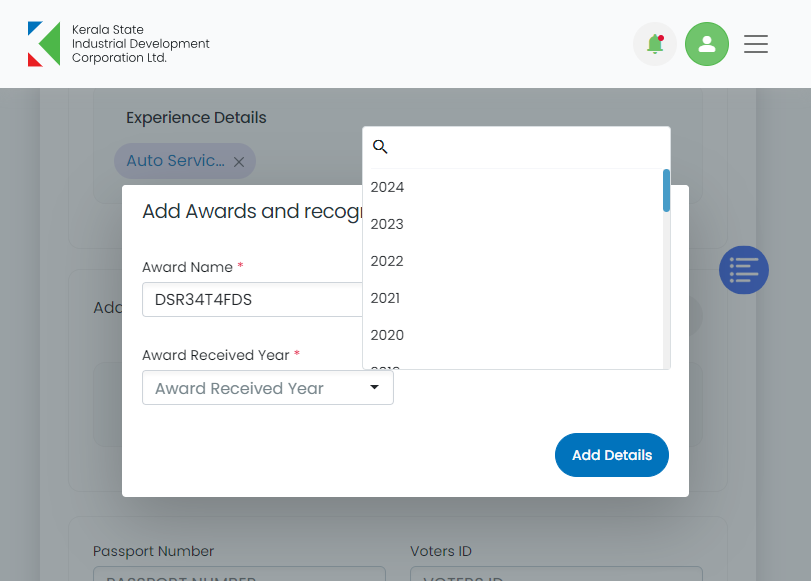 Kerala State
Industrial Development
Corporation Ltd.
Experience Details
Auto Servic...
Add Awards and recog
2024
2023
2022
2021
2020
Award Name *
DSR34T4FDS
Add
Award Received Year *
Award Received Year
Add Details
Passport Number
Voters ID
PASSPORT NUMBER
VOTERS ID